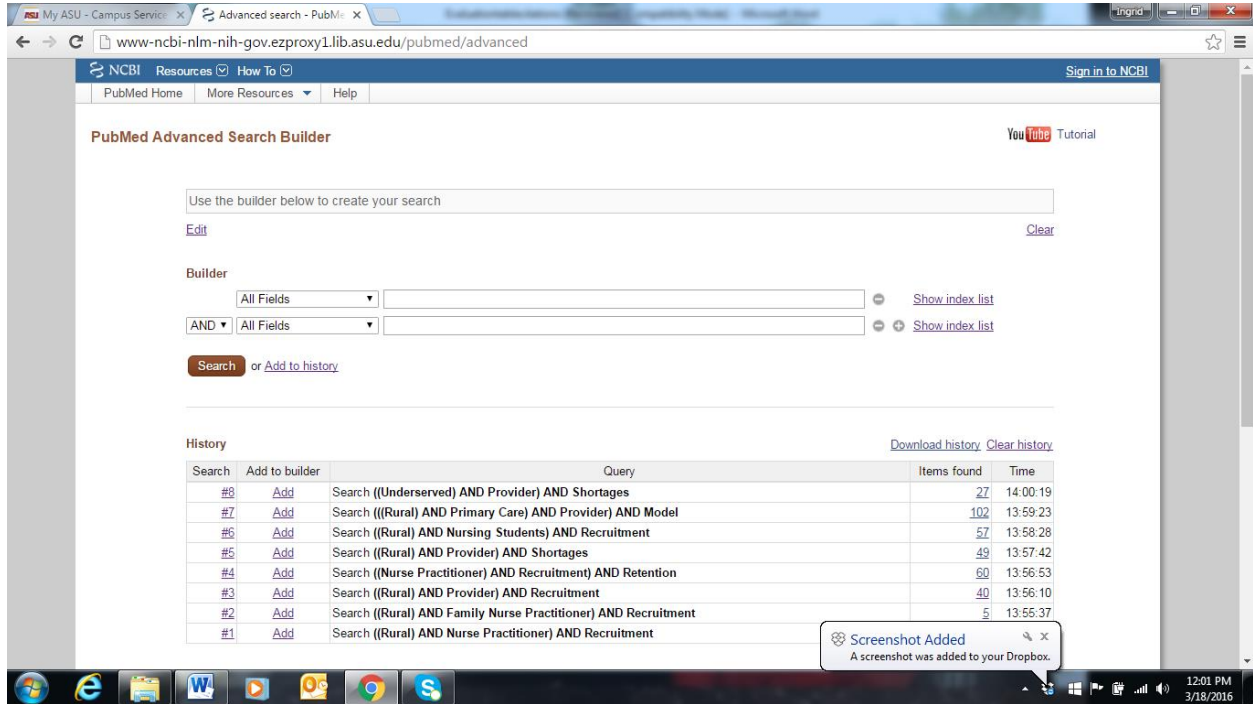 ASU My ASU - Campus Service Advanced search - PubMe Ingrid
www-ncbi-nlm-nih-gov.ezproxy1.lib.asu.edu/pubmed/advanced
NCBI Resources How To Sign in to NCBI
PubMed Home More Resources Help
PubMed Advanced Search Builder You Tube Tutorial
Use the builder below to create your search
Edit Clear
Builder
All Fields Show index list
AND All Fields Show index list
Search or Add to history
History Download history Clear history
Search Add to builder Query Items found Time
#8 Add Search ((Underserved) AND Provider) AND Shortages 27 14:00:19
#7 Add Search (((Rural) AND Primary Care) AND Provider) AND Model 102 13:59:23
#6 Add Search ((Rural) AND Nursing Students) AND Recruitment 57 13:58:28
#5 Add Search ((Rural) AND Provider) AND Shortages 49 13:57:42
#4 Add Search ((Nurse Practitioner) AND Recruitment) AND Retention 60 13:56:53
#3 Add Search ((Rural) AND Provider) AND Recruitment 40 13:56:10
#2 Add Search ((Rural) AND Family Nurse Practitioner) AND Recruitment 5 13:55:37
#1 Add Search ((Rural) AND Nurse Practitioner) AND Recruitment
Screenshot Added
A screenshot was added to your Dropbox.
12:01 PM
3/18/2016